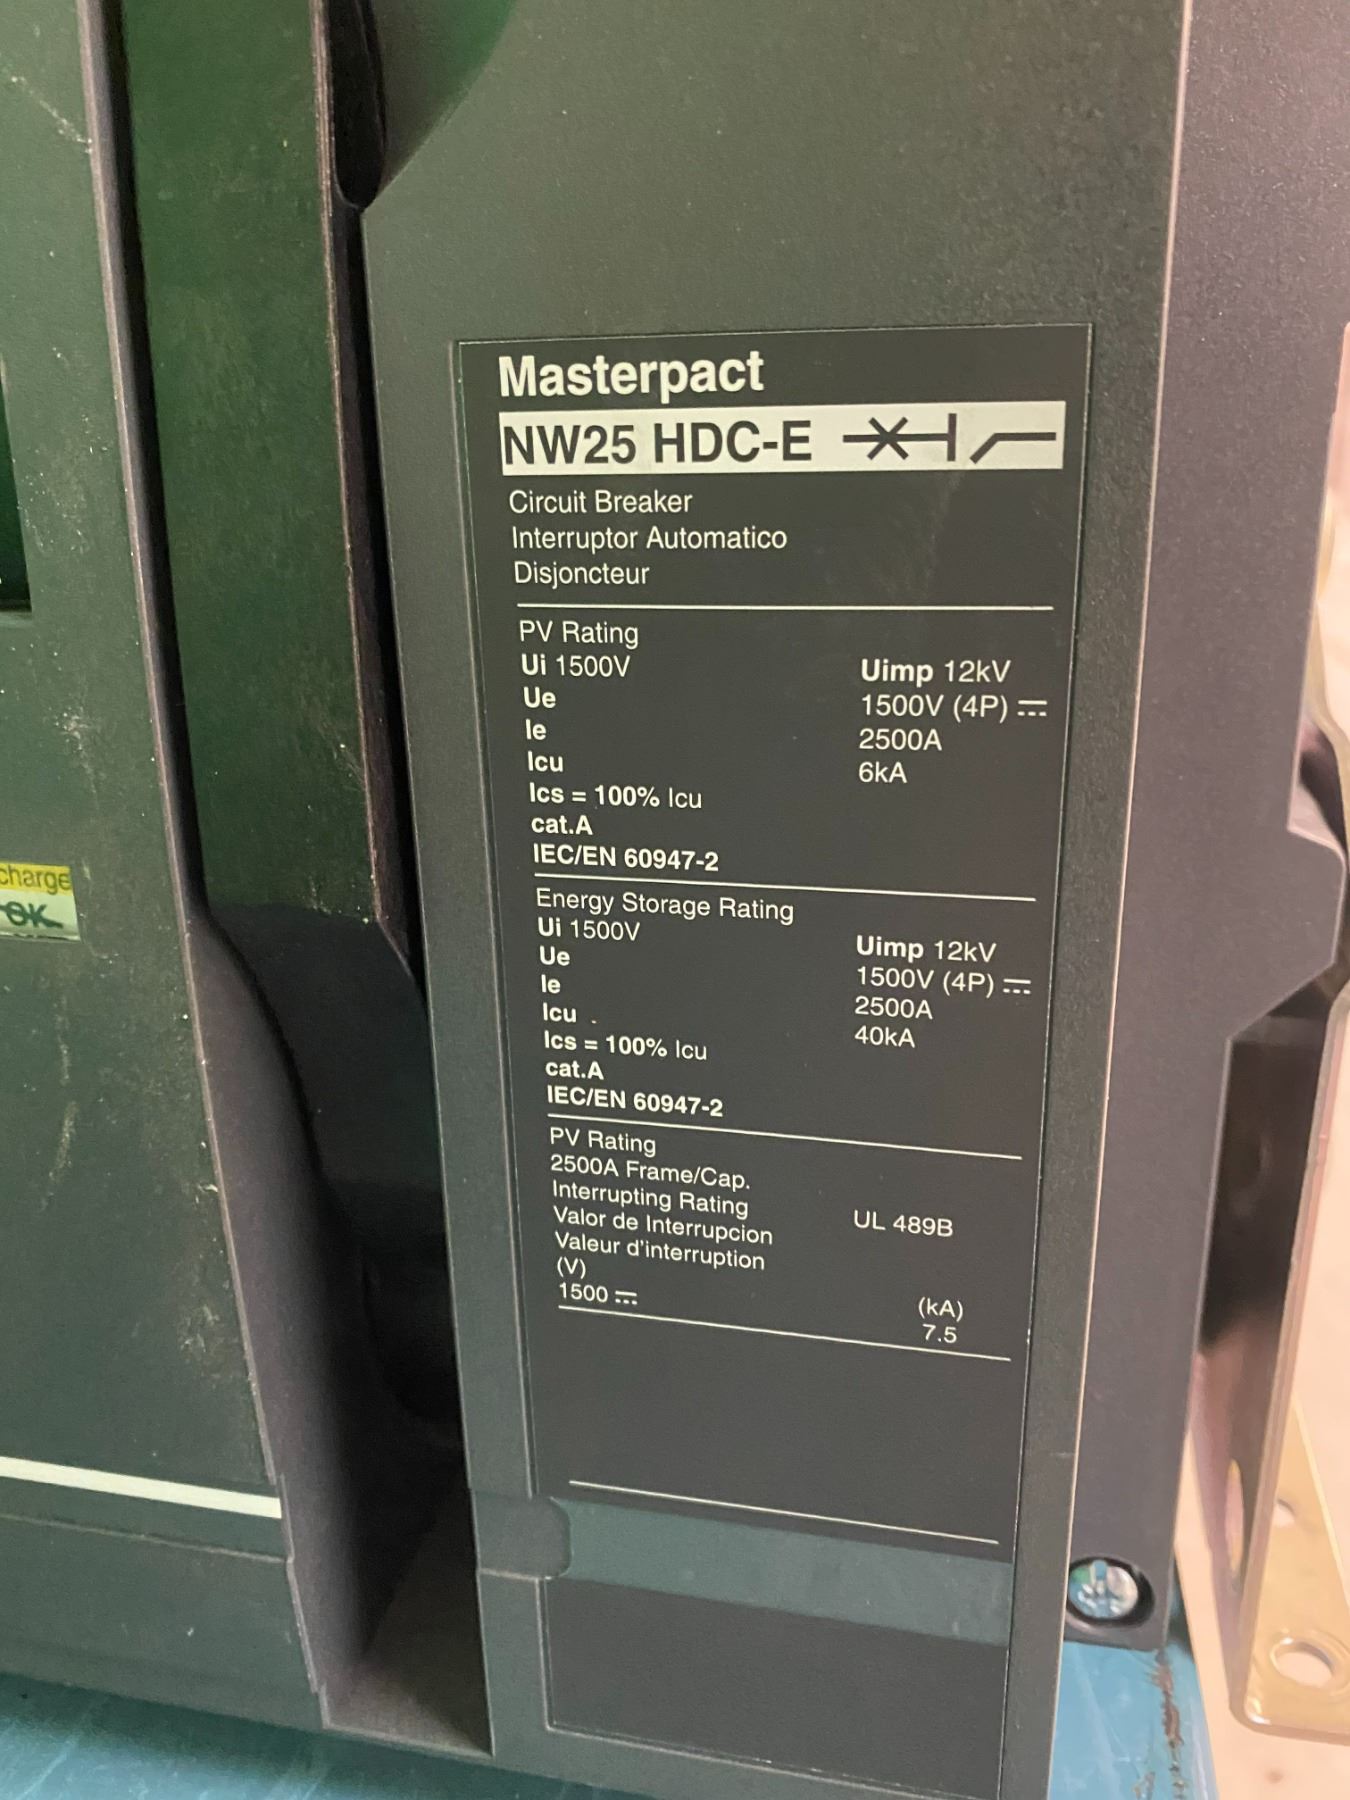 Masterpact
NW25 HDC-E
Circuit Breaker
Interruptor Automatico
Disjoncteur
PV Rating
Ui 1500V Uimp 12kV
Ue 1500V (4P) ⎓
Ie 2500A
Icu 6kA
Ics = 100% Icu
cat.A
IEC/EN 60947-2
Energy Storage Rating
Ui 1500V Uimp 12kV
Ue 1500V (4P) ⎓
Ie 2500A
Icu 40kA
Ics = 100% Icu
cat.A
IEC/EN 60947-2
PV Rating
2500A Frame/Cap.
Interrupting Rating UL 489B
Valor de Interrupcion
Valeur d'interruption
(V) (kA)
1500 ⎓ 7.5
charge
OK